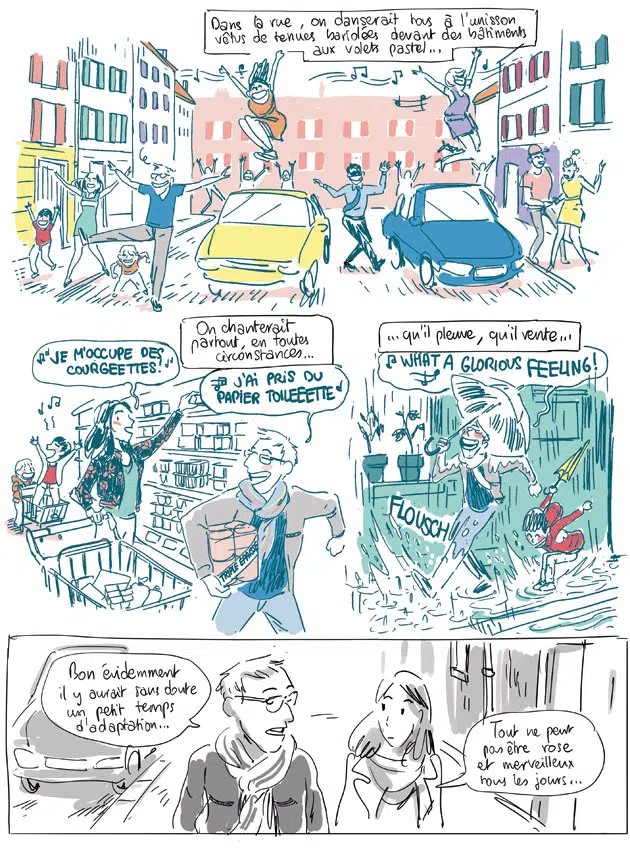 Dans la rue, on danserait tous à l'unisson
vêtus de tenues bariolées devant des bâtiments
aux volets pastel...
On chanterait
partout, en toutes
circonstances...
JE M'OCCUPE DES
COURGEETTES!
J'AI PRIS DU
PAPIER TOILEEETTE
...qu'il pleuve, qu'il vente...
WHAT A GLORIOUS FEELING!
FLOUSCH
Bon évidemment
il y aurait sans doute
un petit temps
d'adaptation...
Tout ne peut
pas être rose
et merveilleux
tous les jours...